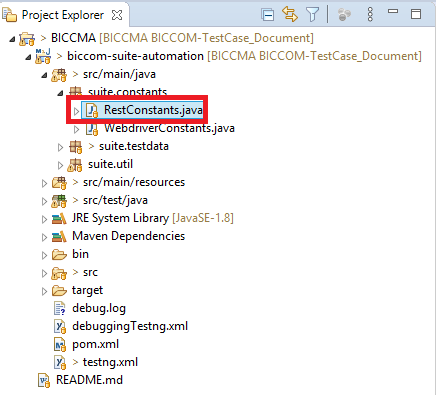 Project Explorer
> BICCMA [BICCMA BICCOM-TestCase_Document]
> biccom-suite-automation [BICCMA BICCOM-TestCase_Document]
> src/main/java
suite.constants
RestConstants.java
WebdriverConstants.java
> suite.testdata
suite.util
> src/main/resources
> src/test/java
JRE System Library [JavaSE-1.8]
Maven Dependencies
bin
> src
target
debug.log
debuggingTestng.xml
pom.xml
> testng.xml
README.md